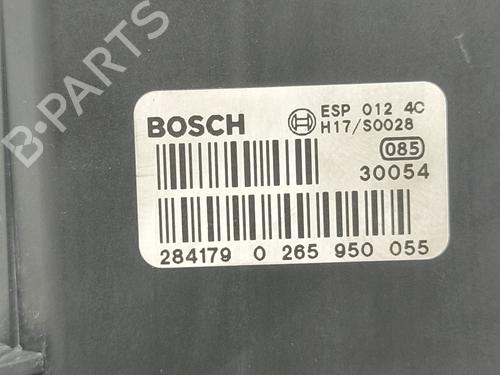 B-PARTS
BOSCH
ESP 012 4C
H17/S0028
085
30054
284179 0 265 950 055